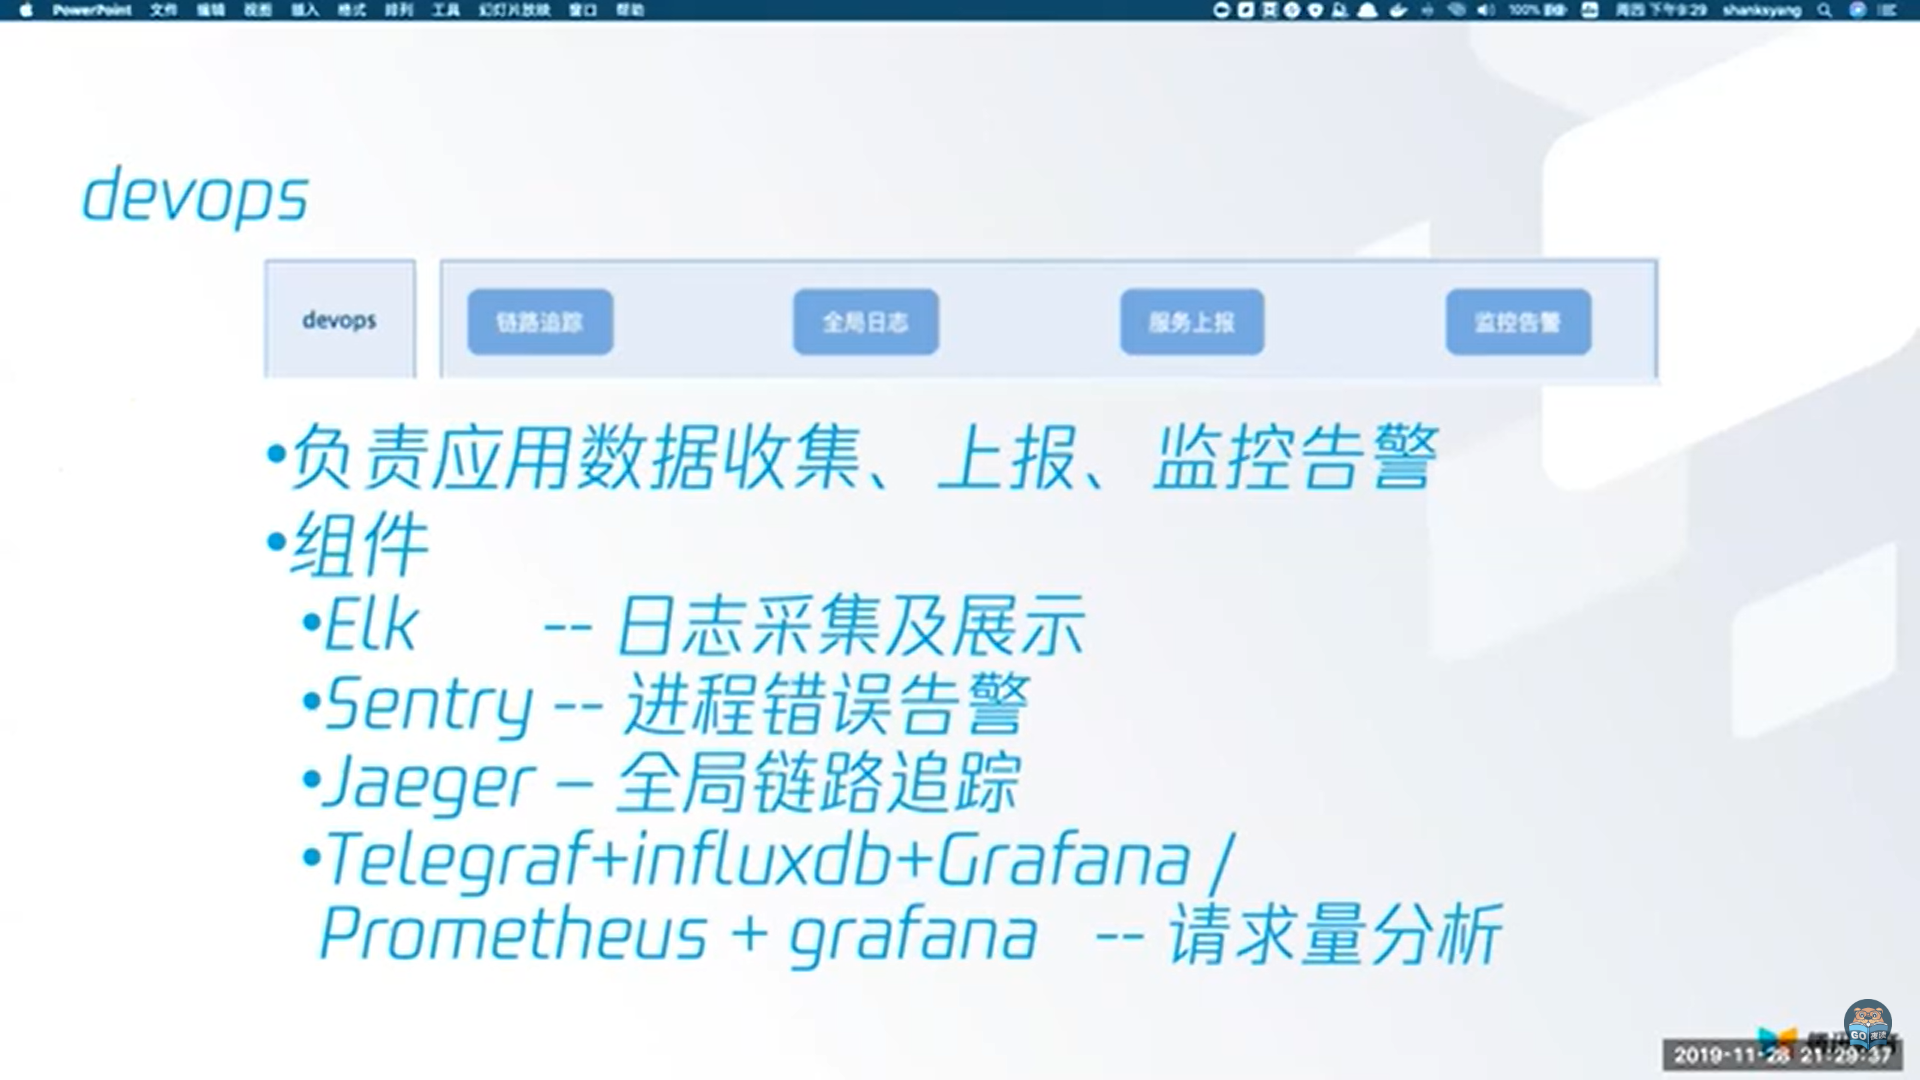 PowerPoint 文件 编辑 视图 插入 格式 排列 工具 幻灯片放映 窗口 帮助 100% 周四下午9:29 shanksyang
devops
devops 链路追踪 全局日志 服务上报 监控告警
•负责应用数据收集、上报、监控告警
•组件
•Elk -- 日志采集及展示
•Sentry -- 进程错误告警
•Jaeger – 全局链路追踪
•Telegraf+influxdb+Grafana /
Prometheus + grafana -- 请求量分析
GO 夜读
2019-11-28 21:29:37